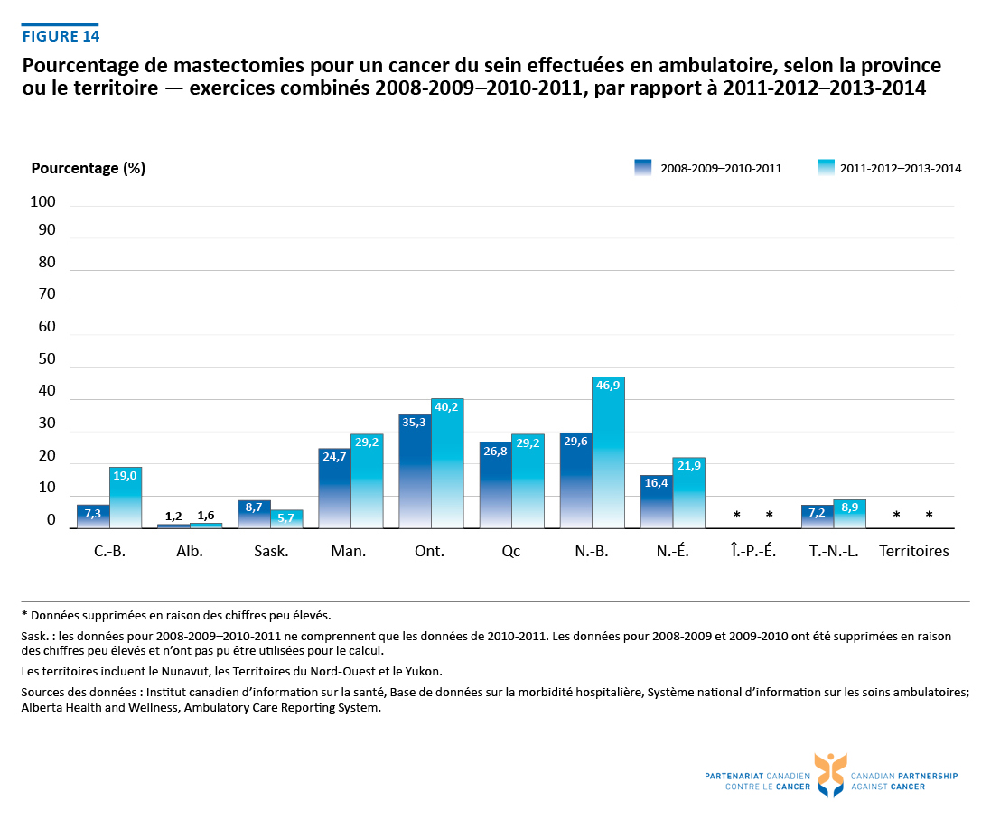 FIGURE 14
Pourcentage de mastectomies pour un cancer du sein effectuées en ambulatoire, selon la province
ou le territoire — exercices combinés 2008-2009–2010-2011, par rapport à 2011-2012–2013-2014
Pourcentage (%)
2008-2009–2010-2011
2011-2012–2013-2014
100
90
80
70
60
50
40
30
20
10
0
7,3
19,0
1,2
1,6
8,7
5,7
24,7
29,2
35,3
40,2
26,8
29,2
29,6
46,9
16,4
21,9
*
*
7,2
8,9
*
*
C.-B.
Alb.
Sask.
Man.
Ont.
Qc
N.-B.
N.-É.
Î.-P.-É.
T.-N.-L.
Territoires
* Données supprimées en raison des chiffres peu élevés.
Sask. : les données pour 2008-2009–2010-2011 ne comprennent que les données de 2010-2011. Les données pour 2008-2009 et 2009-2010 ont été supprimées en raison
des chiffres peu élevés et n’ont pas pu être utilisées pour le calcul.
Les territoires incluent le Nunavut, les Territoires du Nord-Ouest et le Yukon.
Sources des données : Institut canadien d’information sur la santé, Base de données sur la morbidité hospitalière, Système national d’information sur les soins ambulatoires;
Alberta Health and Wellness, Ambulatory Care Reporting System.
PARTENARIAT CANADIEN
CONTRE LE CANCER
CANADIAN PARTNERSHIP
AGAINST CANCER